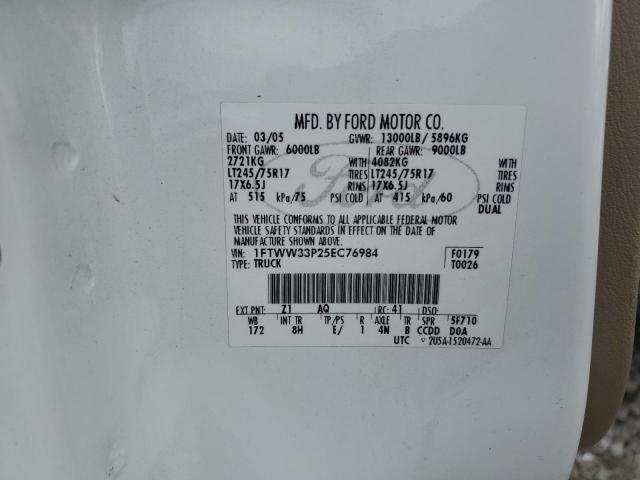 MFD. BY FORD MOTOR CO.
DATE: 03/05 GVWR: 13000LB/ 5896KG
FRONT GAWR: 6000LB REAR GAWR: 9000LB
2721KG WITH 4082KG WITH
LT245/75R17 TIRES LT245/75R17 TIRES
17X6.5J RIMS 17X6.5J RIMS
AT 515 kPa/75 PSI COLD AT 415 kPa/60 PSI COLD
DUAL
Ford
THIS VEHICLE CONFORMS TO ALL APPLICABLE FEDERAL MOTOR
VEHICLE SAFETY STANDARDS IN EFFECT ON THE DATE OF
MANUFACTURE SHOWN ABOVE.
VIN: 1FTWW33P25EC76984 F0179
TYPE: TRUCK T0026
EXT PNT: Z1 AQ RC: 41 DSO:
WB INT TR TP/PS R AXLE TR SPR 5F710
172 8H E/ 1 4N B CCDD D0A
UTC ▽ 2U5A-1520472-AA